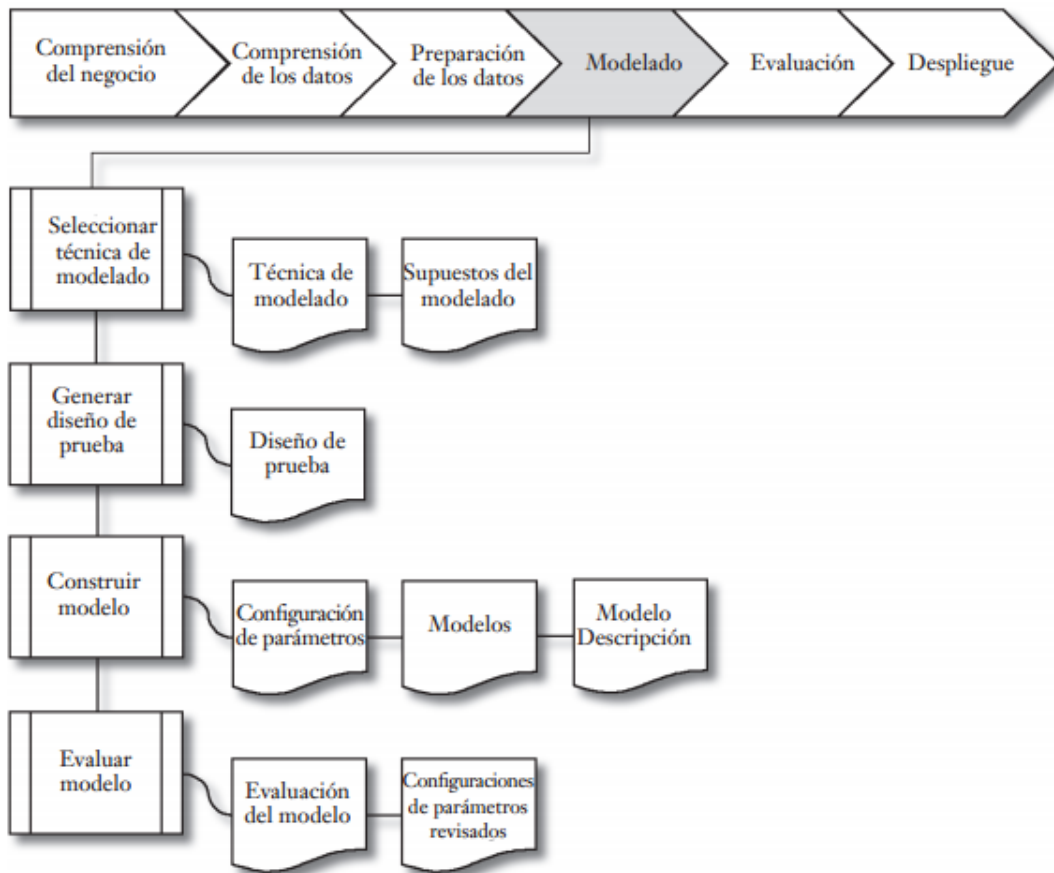 Comprensión
del negocio
Comprensión
de los datos
Preparación
de los datos
Modelado
Evaluación
Despliegue
Seleccionar
técnica de
modelado
Técnica de
modelado
Supuestos del
modelado
Generar
diseño de
prueba
Diseño de
prueba
Construir
modelo
Configuración
de parámetros
Modelos
Modelo
Descripción
Evaluar
modelo
Evaluación
del modelo
Configuraciones
de parámetros
revisados